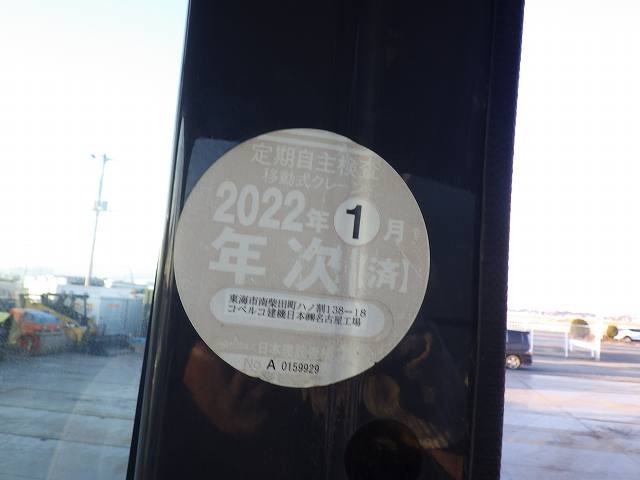 定期自主検査
移動式クレーン
2022年 1 月
年次【済】
東海市南柴田町ハノ割138-18
コベルコ建機日本㈱名古屋工場
No. A 0159929